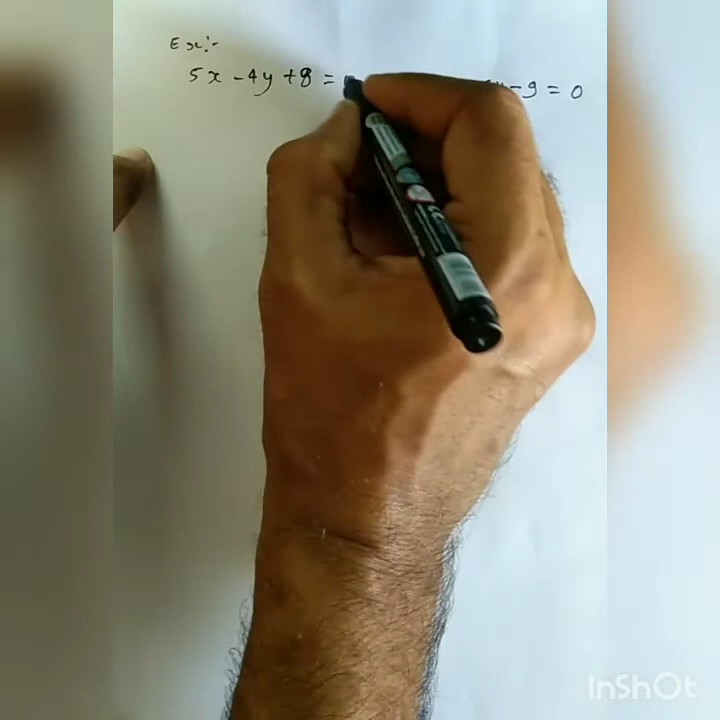 Ex:-
5x - 4y + 8 = - 9 = 0
InShOt